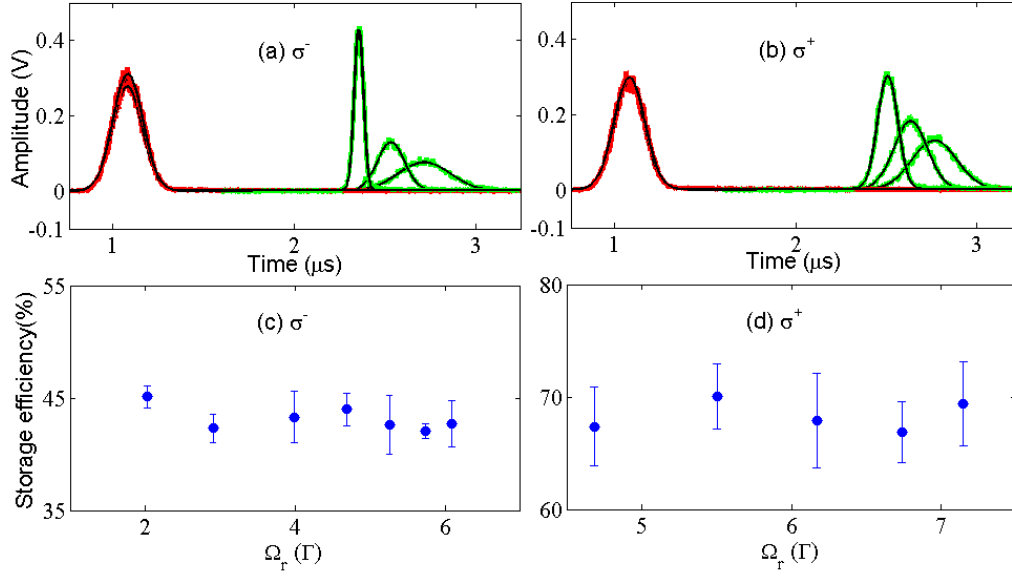 0.4
0.2
0
-0.1
Amplitude (V)
(a) σ⁻
1
2
3
Time (μs)
0.4
0.2
0
-0.1
(b) σ⁺
1
2
3
Time (μs)
55
45
35
Storage efficiency(%)
(c) σ⁻
2
4
6
Ωᵣ (Γ)
80
70
60
(d) σ⁺
5
6
7
Ωᵣ (Γ)